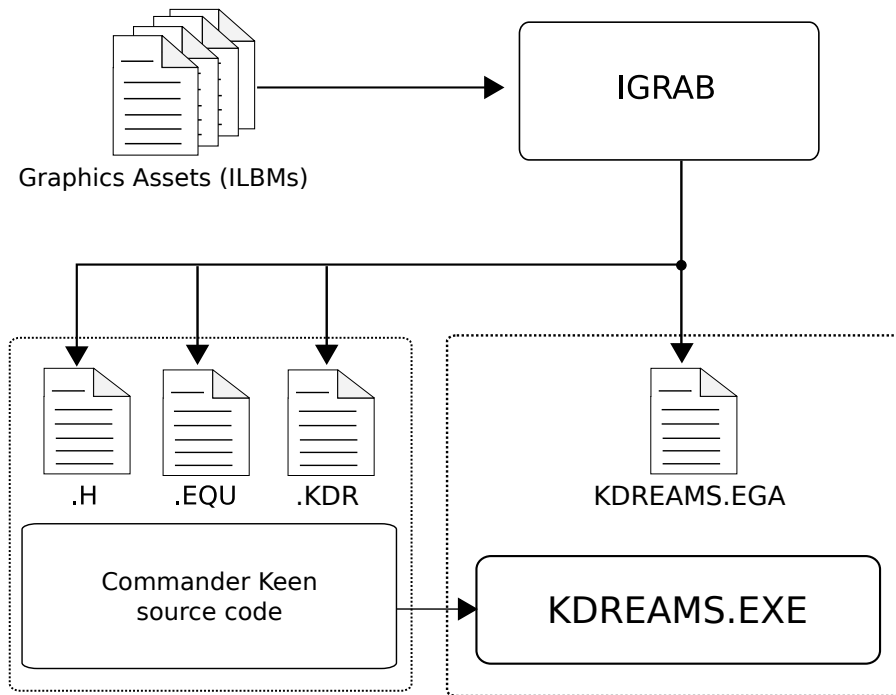 IGRAB
Graphics Assets (ILBMs)
.H
.EQU
.KDR
KDREAMS.EGA
Commander Keen
source code
KDREAMS.EXE